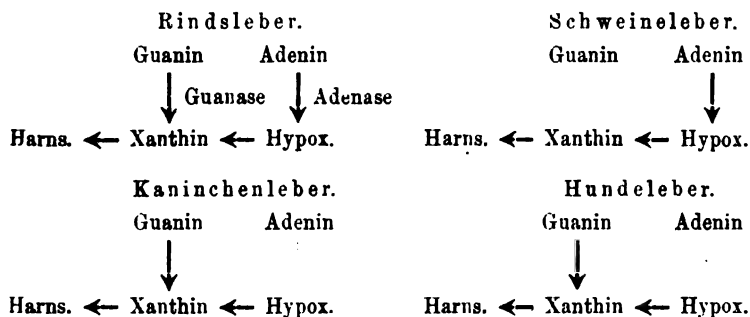 Rindsleber.
Guanin Adenin
Guanase Adenase
Harns. Xanthin Hypox.
Schweineleber.
Guanin Adenin
Harns. Xanthin Hypox.
Kaninchenleber.
Guanin Adenin
Harns. Xanthin Hypox.
Hundeleber.
Guanin Adenin
Harns. Xanthin Hypox.